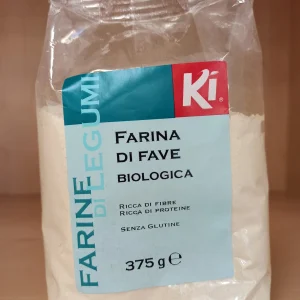 Ki®
FARINE
DI LEGUMI
FARINA
DI FAVE
BIOLOGICA
RICCA DI FIBRE
RICCA DI PROTEINE
SENZA GLUTINE
375 g ℮